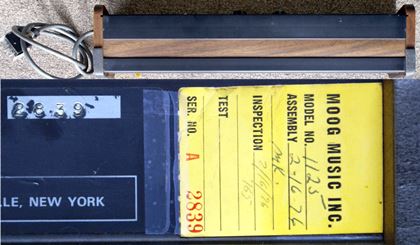 2839
LLE, NEW YORK
MOOG MUSIC INC.
MODEL NO. 1125
ASSEMBLY 2-16-76
INSPECTION
TEST
SER. NO. A 2839